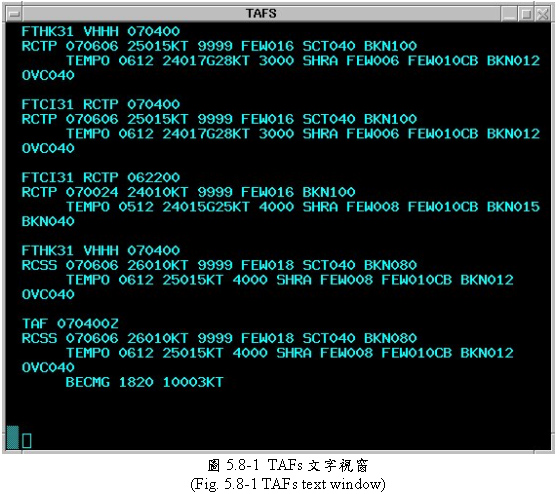 TAFS
FTHK31 VHHH 070400
RCTP 070606 25015KT 9999 FEW016 SCT040 BKN100
TEMPO 0612 24017G28KT 3000 SHRA FEW006 FEW010CB BKN012
OVC040
FTCI31 RCTP 070400
RCTP 070606 25015KT 9999 FEW016 SCT040 BKN100
TEMPO 0612 24017G28KT 3000 SHRA FEW006 FEW010CB BKN012
OVC040
FTCI31 RCTP 062200
RCTP 070024 24010KT 9999 FEW016 BKN100
TEMPO 0512 24015G25KT 4000 SHRA FEW008 FEW010CB BKN015
BKN040
FTHK31 VHHH 070400
RCSS 070606 26010KT 9999 FEW018 SCT040 BKN080
TEMPO 0612 25015KT 4000 SHRA FEW008 FEW010CB BKN012
OVC040
TAF 070400Z
RCSS 070606 26010KT 9999 FEW018 SCT040 BKN080
TEMPO 0612 25015KT 4000 SHRA FEW008 FEW010CB BKN012
OVC040
BECMG 1820 10003KT
圖 5.8-1 TAFs 文字視窗
(Fig. 5.8-1 TAFs text window)